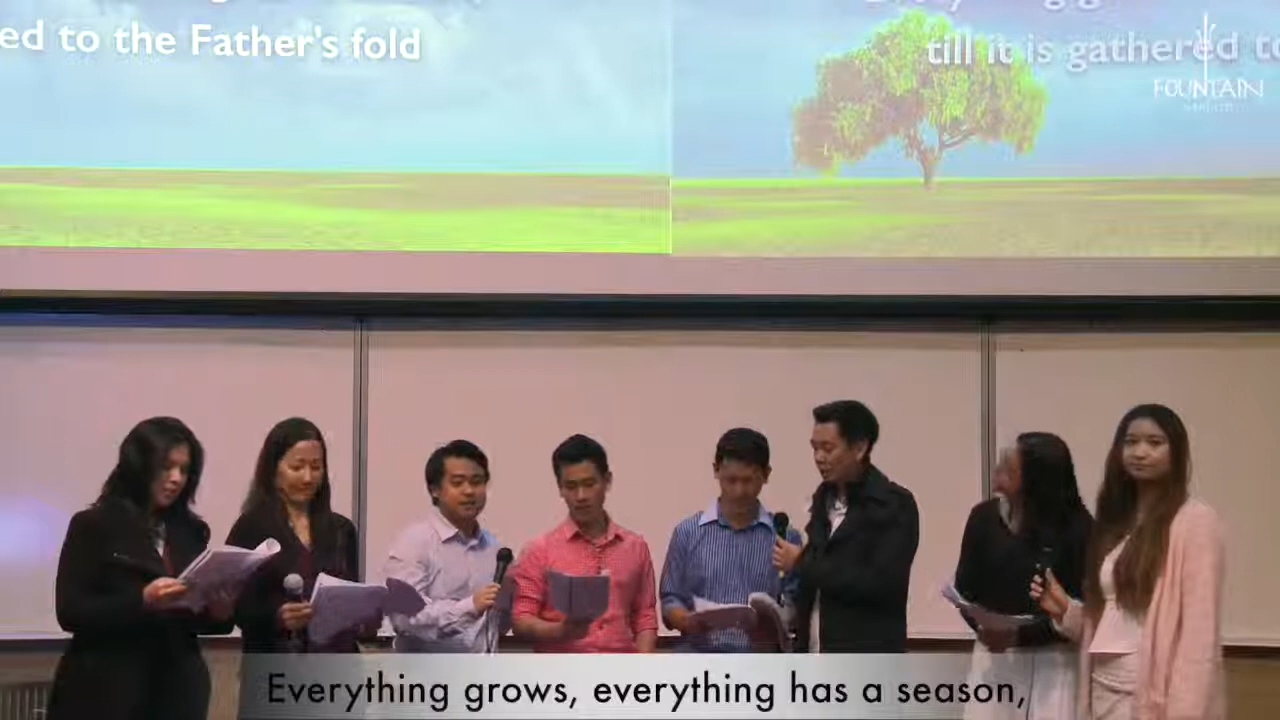 ed to the Father's fold
till it is gathered to
FOUNTAIN
Everything grows, everything has a season,